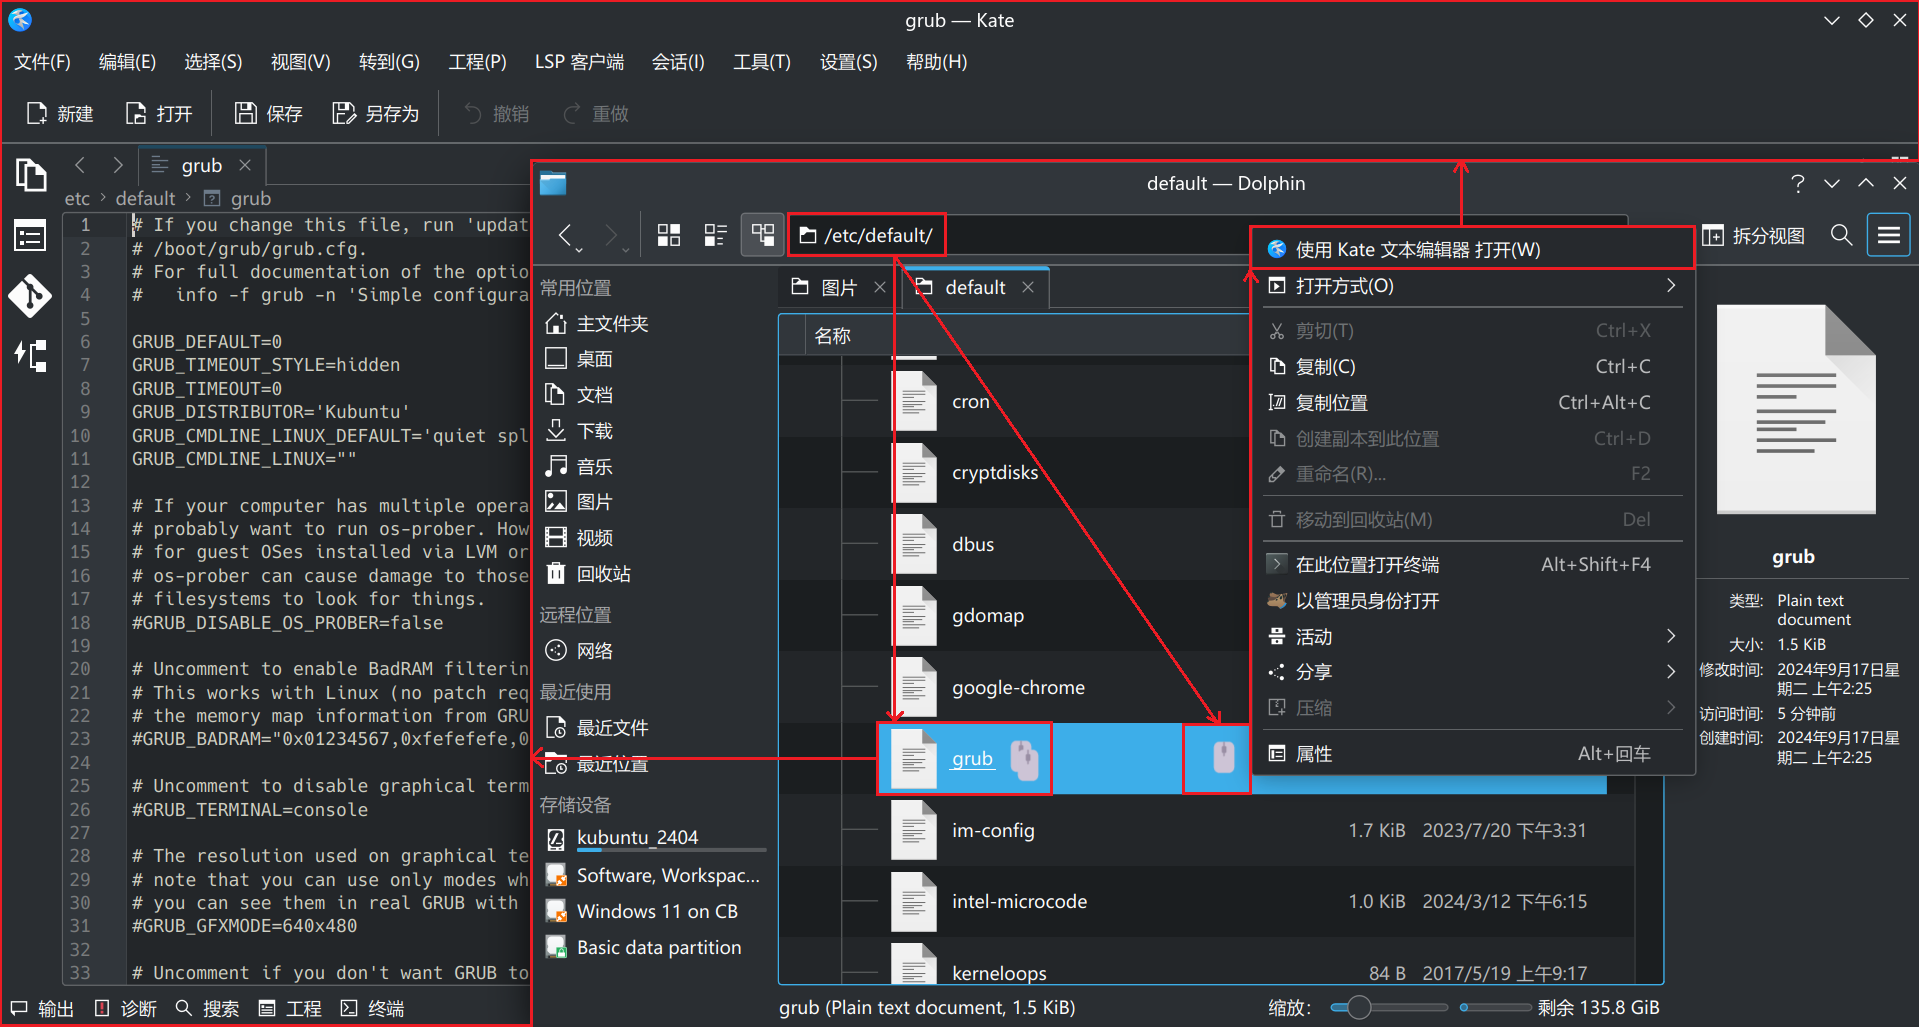 grub — Kate
文件(F) 编辑(E) 选择(S) 视图(V) 转到(G) 工程(P) LSP 客户端 会话(I) 工具(T) 设置(S) 帮助(H)
新建 打开 保存 另存为 撤销 重做
grub
etc > default > grub
1 # If you change this file, run 'updat
2 # /boot/grub/grub.cfg.
3 # For full documentation of the optio
4 #   info -f grub -n 'Simple configura
5
6 GRUB_DEFAULT=0
7 GRUB_TIMEOUT_STYLE=hidden
8 GRUB_TIMEOUT=0
9 GRUB_DISTRIBUTOR='Kubuntu'
10 GRUB_CMDLINE_LINUX_DEFAULT='quiet spl
11 GRUB_CMDLINE_LINUX=""
12
13 # If your computer has multiple opera
14 # probably want to run os-prober. How
15 # for guest OSes installed via LVM or
16 # os-prober can cause damage to those
17 # filesystems to look for things.
18 #GRUB_DISABLE_OS_PROBER=false
19
20 # Uncomment to enable BadRAM filterin
21 # This works with Linux (no patch req
22 # the memory map information from GRU
23 #GRUB_BADRAM="0x01234567,0xfefefefe,0
24
25 # Uncomment to disable graphical term
26 #GRUB_TERMINAL=console
27
28 # The resolution used on graphical te
29 # note that you can use only modes wh
30 # you can see them in real GRUB with
31 #GRUB_GFXMODE=640x480
32
33 # Uncomment if you don't want GRUB to
输出 诊断 搜索 工程 终端
default — Dolphin
/etc/default/
拆分视图
常用位置
主文件夹
桌面
文档
下载
音乐
图片
视频
回收站
远程位置
网络
最近使用
最近文件
最近位置
存储设备
kubuntu_2404
Software, Workspac...
Windows 11 on CB
Basic data partition
图片 default
名称
cron
cryptdisks
dbus
gdomap
google-chrome
grub
im-config 1.7 KiB 2023/7/20 下午3:31
intel-microcode 1.0 KiB 2024/3/12 下午6:15
kerneloops 84 B 2017/5/19 上午9:17
使用 Kate 文本编辑器 打开(W)
打开方式(O)
剪切(T) Ctrl+X
复制(C) Ctrl+C
复制位置 Ctrl+Alt+C
创建副本到此位置 Ctrl+D
重命名(R)... F2
移动到回收站(M) Del
在此位置打开终端 Alt+Shift+F4
以管理员身份打开
活动
分享
压缩
属性 Alt+回车
grub
类型: Plain text
document
大小: 1.5 KiB
修改时间: 2024年9月17日星
期二 上午2:25
访问时间: 5 分钟前
创建时间: 2024年9月17日星
期二 上午2:25
grub (Plain text document, 1.5 KiB) 缩放: 剩余 135.8 GiB